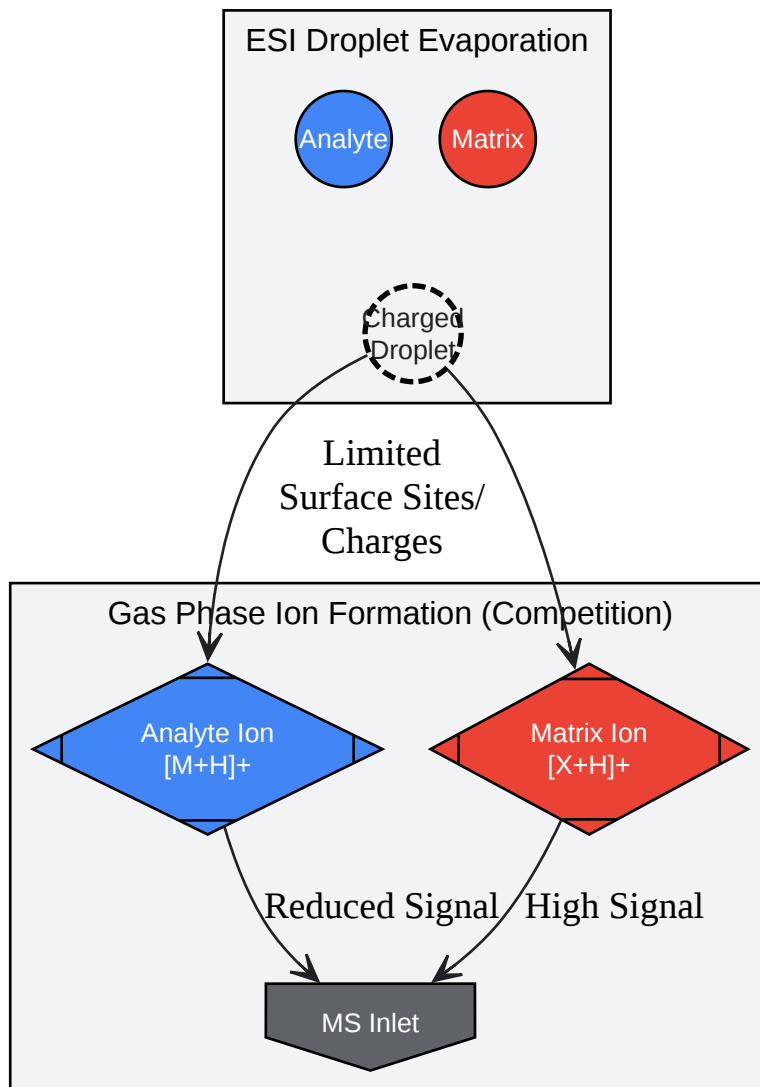 ESI Droplet Evaporation
Analyte
Matrix
Charged
Droplet
Limited
Surface Sites/
Charges
Gas Phase Ion Formation (Competition)
Analyte Ion
[M+H]+
Matrix Ion
[X+H]+
Reduced Signal
High Signal
MS Inlet